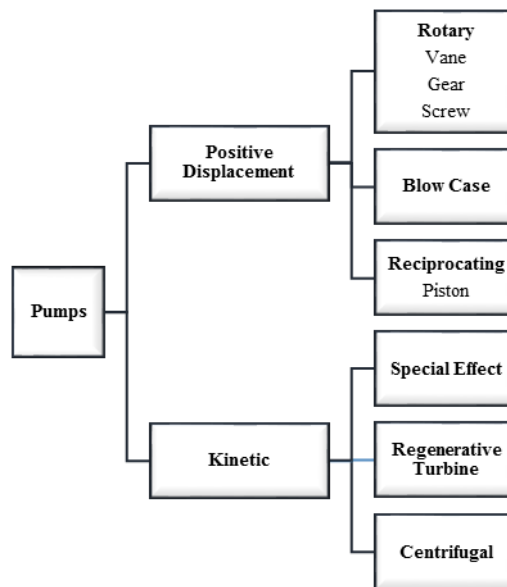 Pumps
Positive
Displacement
Rotary
Vane
Gear
Screw
Blow Case
Reciprocating
Piston
Kinetic
Special Effect
Regenerative
Turbine
Centrifugal